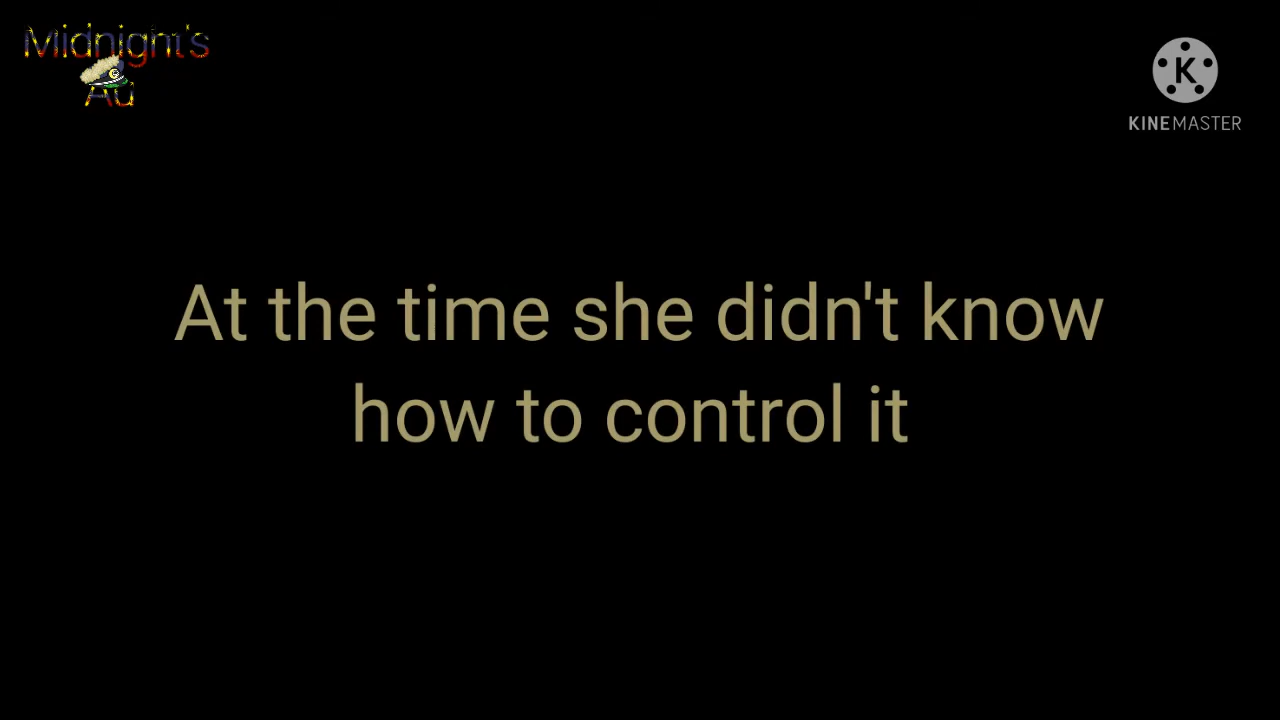 Midnight's
Au
K
KINEMASTER
At the time she didn't know
how to control it